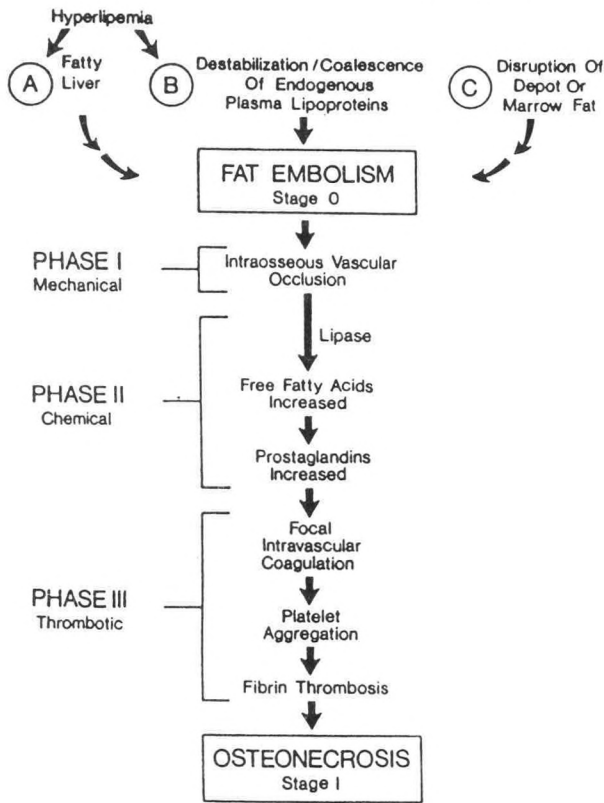 Hyperlipemia
A
Fatty
Liver
B
Destabilization/Coalescence
Of Endogenous
Plasma Lipoproteins
C
Disruption Of
Depot Or
Marrow Fat
FAT EMBOLISM
Stage 0
PHASE I
Mechanical
Intraosseous Vascular
Occlusion
Lipase
PHASE II
Chemical
Free Fatty Acids
Increased
Prostaglandins
Increased
PHASE III
Thrombotic
Focal
Intravascular
Coagulation
Platelet
Aggregation
Fibrin Thrombosis
OSTEONECROSIS
Stage I